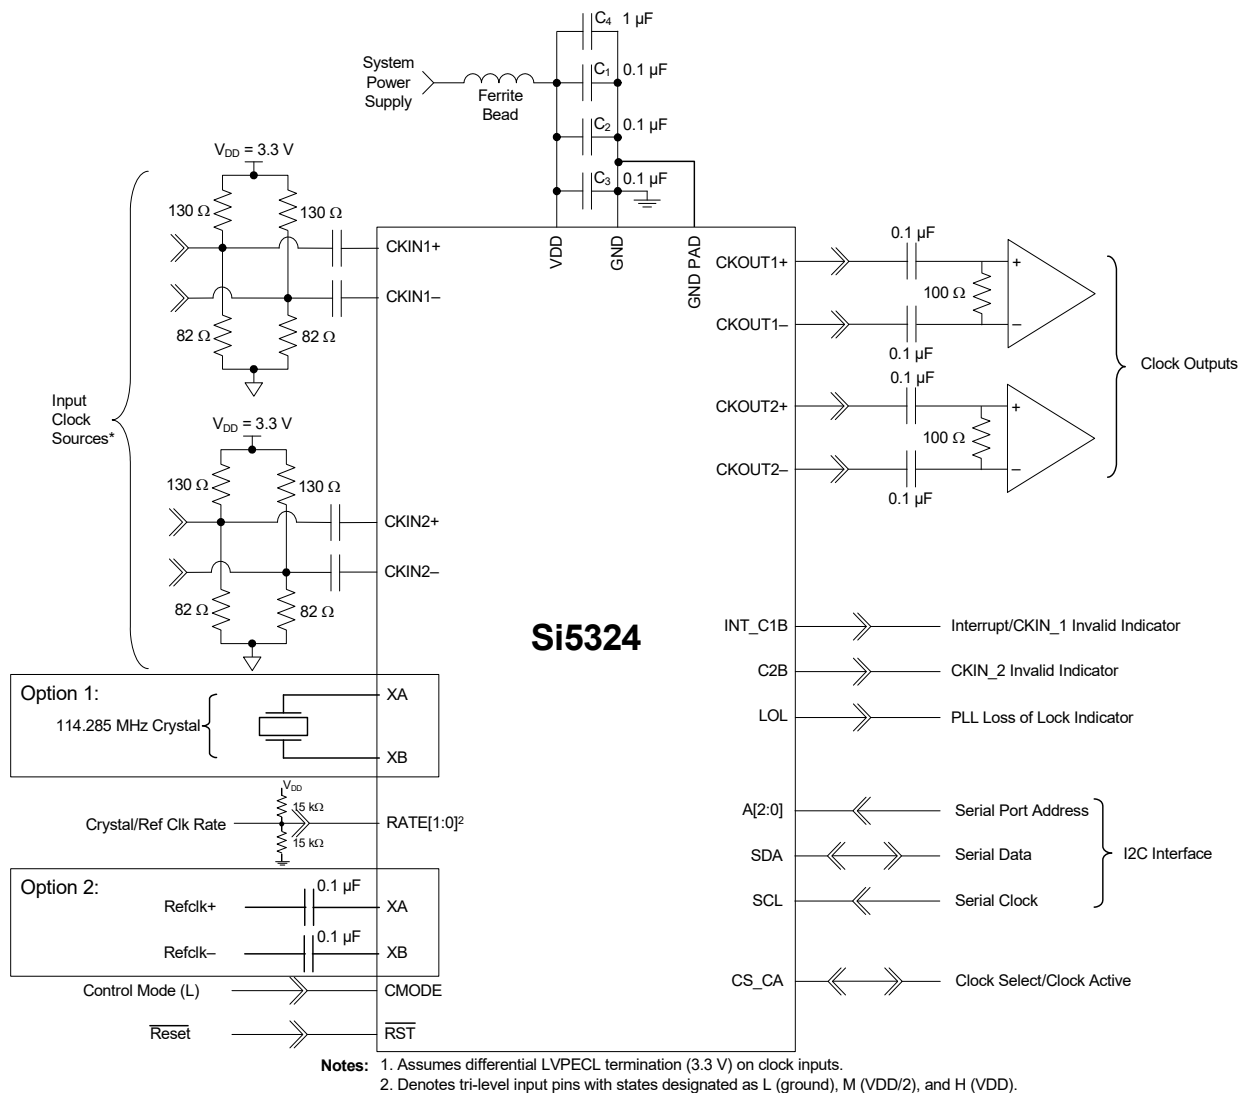 C4 1 µF
System
Power
Supply
Ferrite
Bead
C1 0.1 µF
C2 0.1 µF
C3 0.1 µF
VDD = 3.3 V
130 Ω
130 Ω
82 Ω
82 Ω
CKIN1+
CKIN1–
VDD
GND
GND PAD
CKOUT1+
CKOUT1–
0.1 µF
100 Ω
+
–
0.1 µF
0.1 µF
CKOUT2+
CKOUT2–
100 Ω
+
–
0.1 µF
Clock Outputs
Input
Clock
Sources*
VDD = 3.3 V
130 Ω
130 Ω
82 Ω
82 Ω
CKIN2+
CKIN2–
Si5324
INT_C1B Interrupt/CKIN_1 Invalid Indicator
C2B CKIN_2 Invalid Indicator
LOL PLL Loss of Lock Indicator
Option 1:
114.285 MHz Crystal
XA
XB
VDD
15 kΩ
15 kΩ
Crystal/Ref Clk Rate RATE[1:0]2
A[2:0] Serial Port Address
SDA Serial Data
SCL Serial Clock
I2C Interface
Option 2:
0.1 µF
Refclk+ XA
0.1 µF
Refclk– XB
CS_CA Clock Select/Clock Active
Control Mode (L) CMODE
Reset RST
Notes: 1. Assumes differential LVPECL termination (3.3 V) on clock inputs.
2. Denotes tri-level input pins with states designated as L (ground), M (VDD/2), and H (VDD).